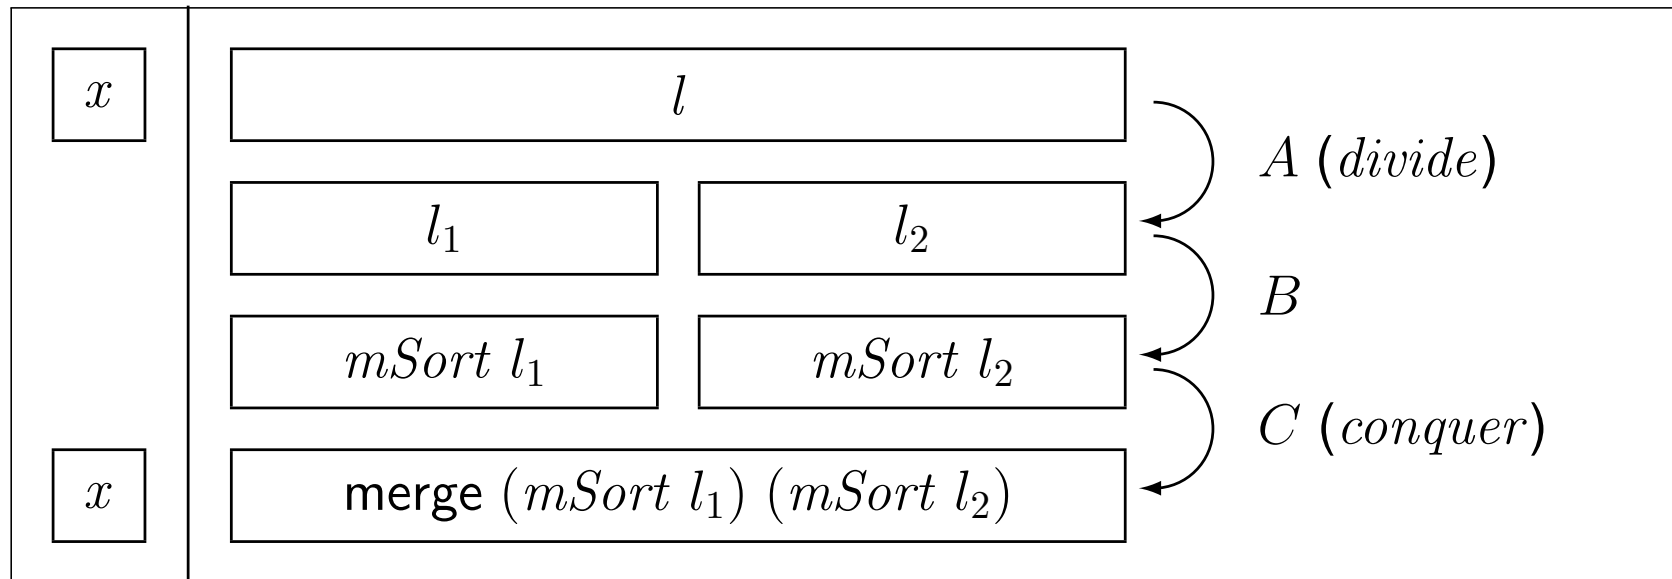 x
l
A (divide)
l₁ l₂
B
mSort l₁ mSort l₂
C (conquer)
x
merge (mSort l₁) (mSort l₂)